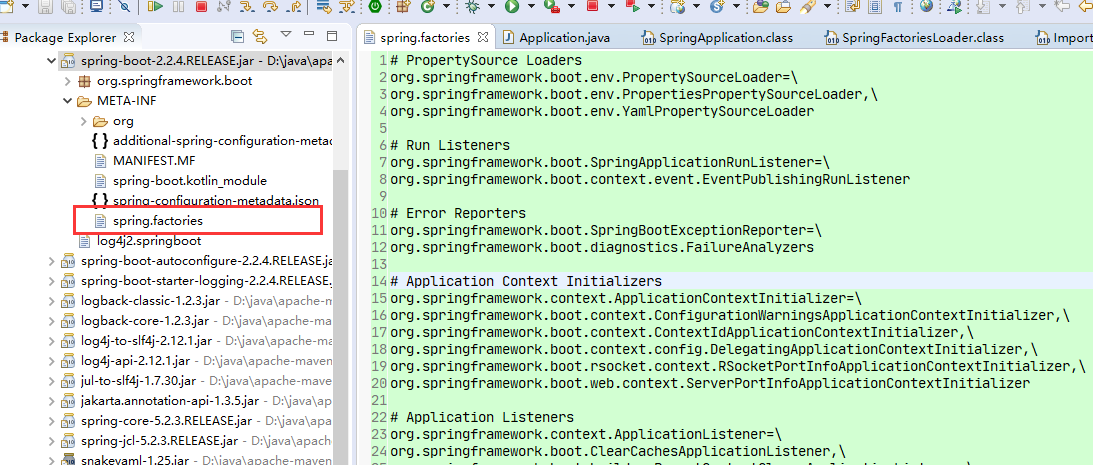 Package Explorer
spring-boot-2.2.4.RELEASE.jar - D:\java\apa
org.springframework.boot
META-INF
org
additional-spring-configuration-meta
MANIFEST.MF
spring-boot.kotlin_module
spring-configuration-metadata.json
spring.factories
log4j2.springboot
spring-boot-autoconfigure-2.2.4.RELEASE.j
spring-boot-starter-logging-2.2.4.RELEASE.
logback-classic-1.2.3.jar - D:\java\apache-m
logback-core-1.2.3.jar - D:\java\apache-mav
log4j-to-slf4j-2.12.1.jar - D:\java\apache-m
log4j-api-2.12.1.jar - D:\java\apache-maven
jul-to-slf4j-1.7.30.jar - D:\java\apache-mav
jakarta.annotation-api-1.3.5.jar - D:\java\ap
spring-core-5.2.3.RELEASE.jar - D:\java\apa
spring-jcl-5.2.3.RELEASE.jar - D:\java\apach
snakeyaml-1.25.jar - D:\java\apache-maven
spring.factories
Application.java
SpringApplication.class
SpringFactoriesLoader.class
Import
1 # PropertySource Loaders
2 org.springframework.boot.env.PropertySourceLoader=\
3 org.springframework.boot.env.PropertiesPropertySourceLoader,\
4 org.springframework.boot.env.YamlPropertySourceLoader
5
6 # Run Listeners
7 org.springframework.boot.SpringApplicationRunListener=\
8 org.springframework.boot.context.event.EventPublishingRunListener
9
10 # Error Reporters
11 org.springframework.boot.SpringBootExceptionReporter=\
12 org.springframework.boot.diagnostics.FailureAnalyzers
13
14 # Application Context Initializers
15 org.springframework.context.ApplicationContextInitializer=\
16 org.springframework.boot.context.ConfigurationWarningsApplicationContextInitializer,\
17 org.springframework.boot.context.ContextIdApplicationContextInitializer,\
18 org.springframework.boot.context.config.DelegatingApplicationContextInitializer,\
19 org.springframework.boot.rsocket.context.RSocketPortInfoApplicationContextInitializer,\
20 org.springframework.boot.web.context.ServerPortInfoApplicationContextInitializer
21
22 # Application Listeners
23 org.springframework.context.ApplicationListener=\
24 org.springframework.boot.ClearCachesApplicationListener,\